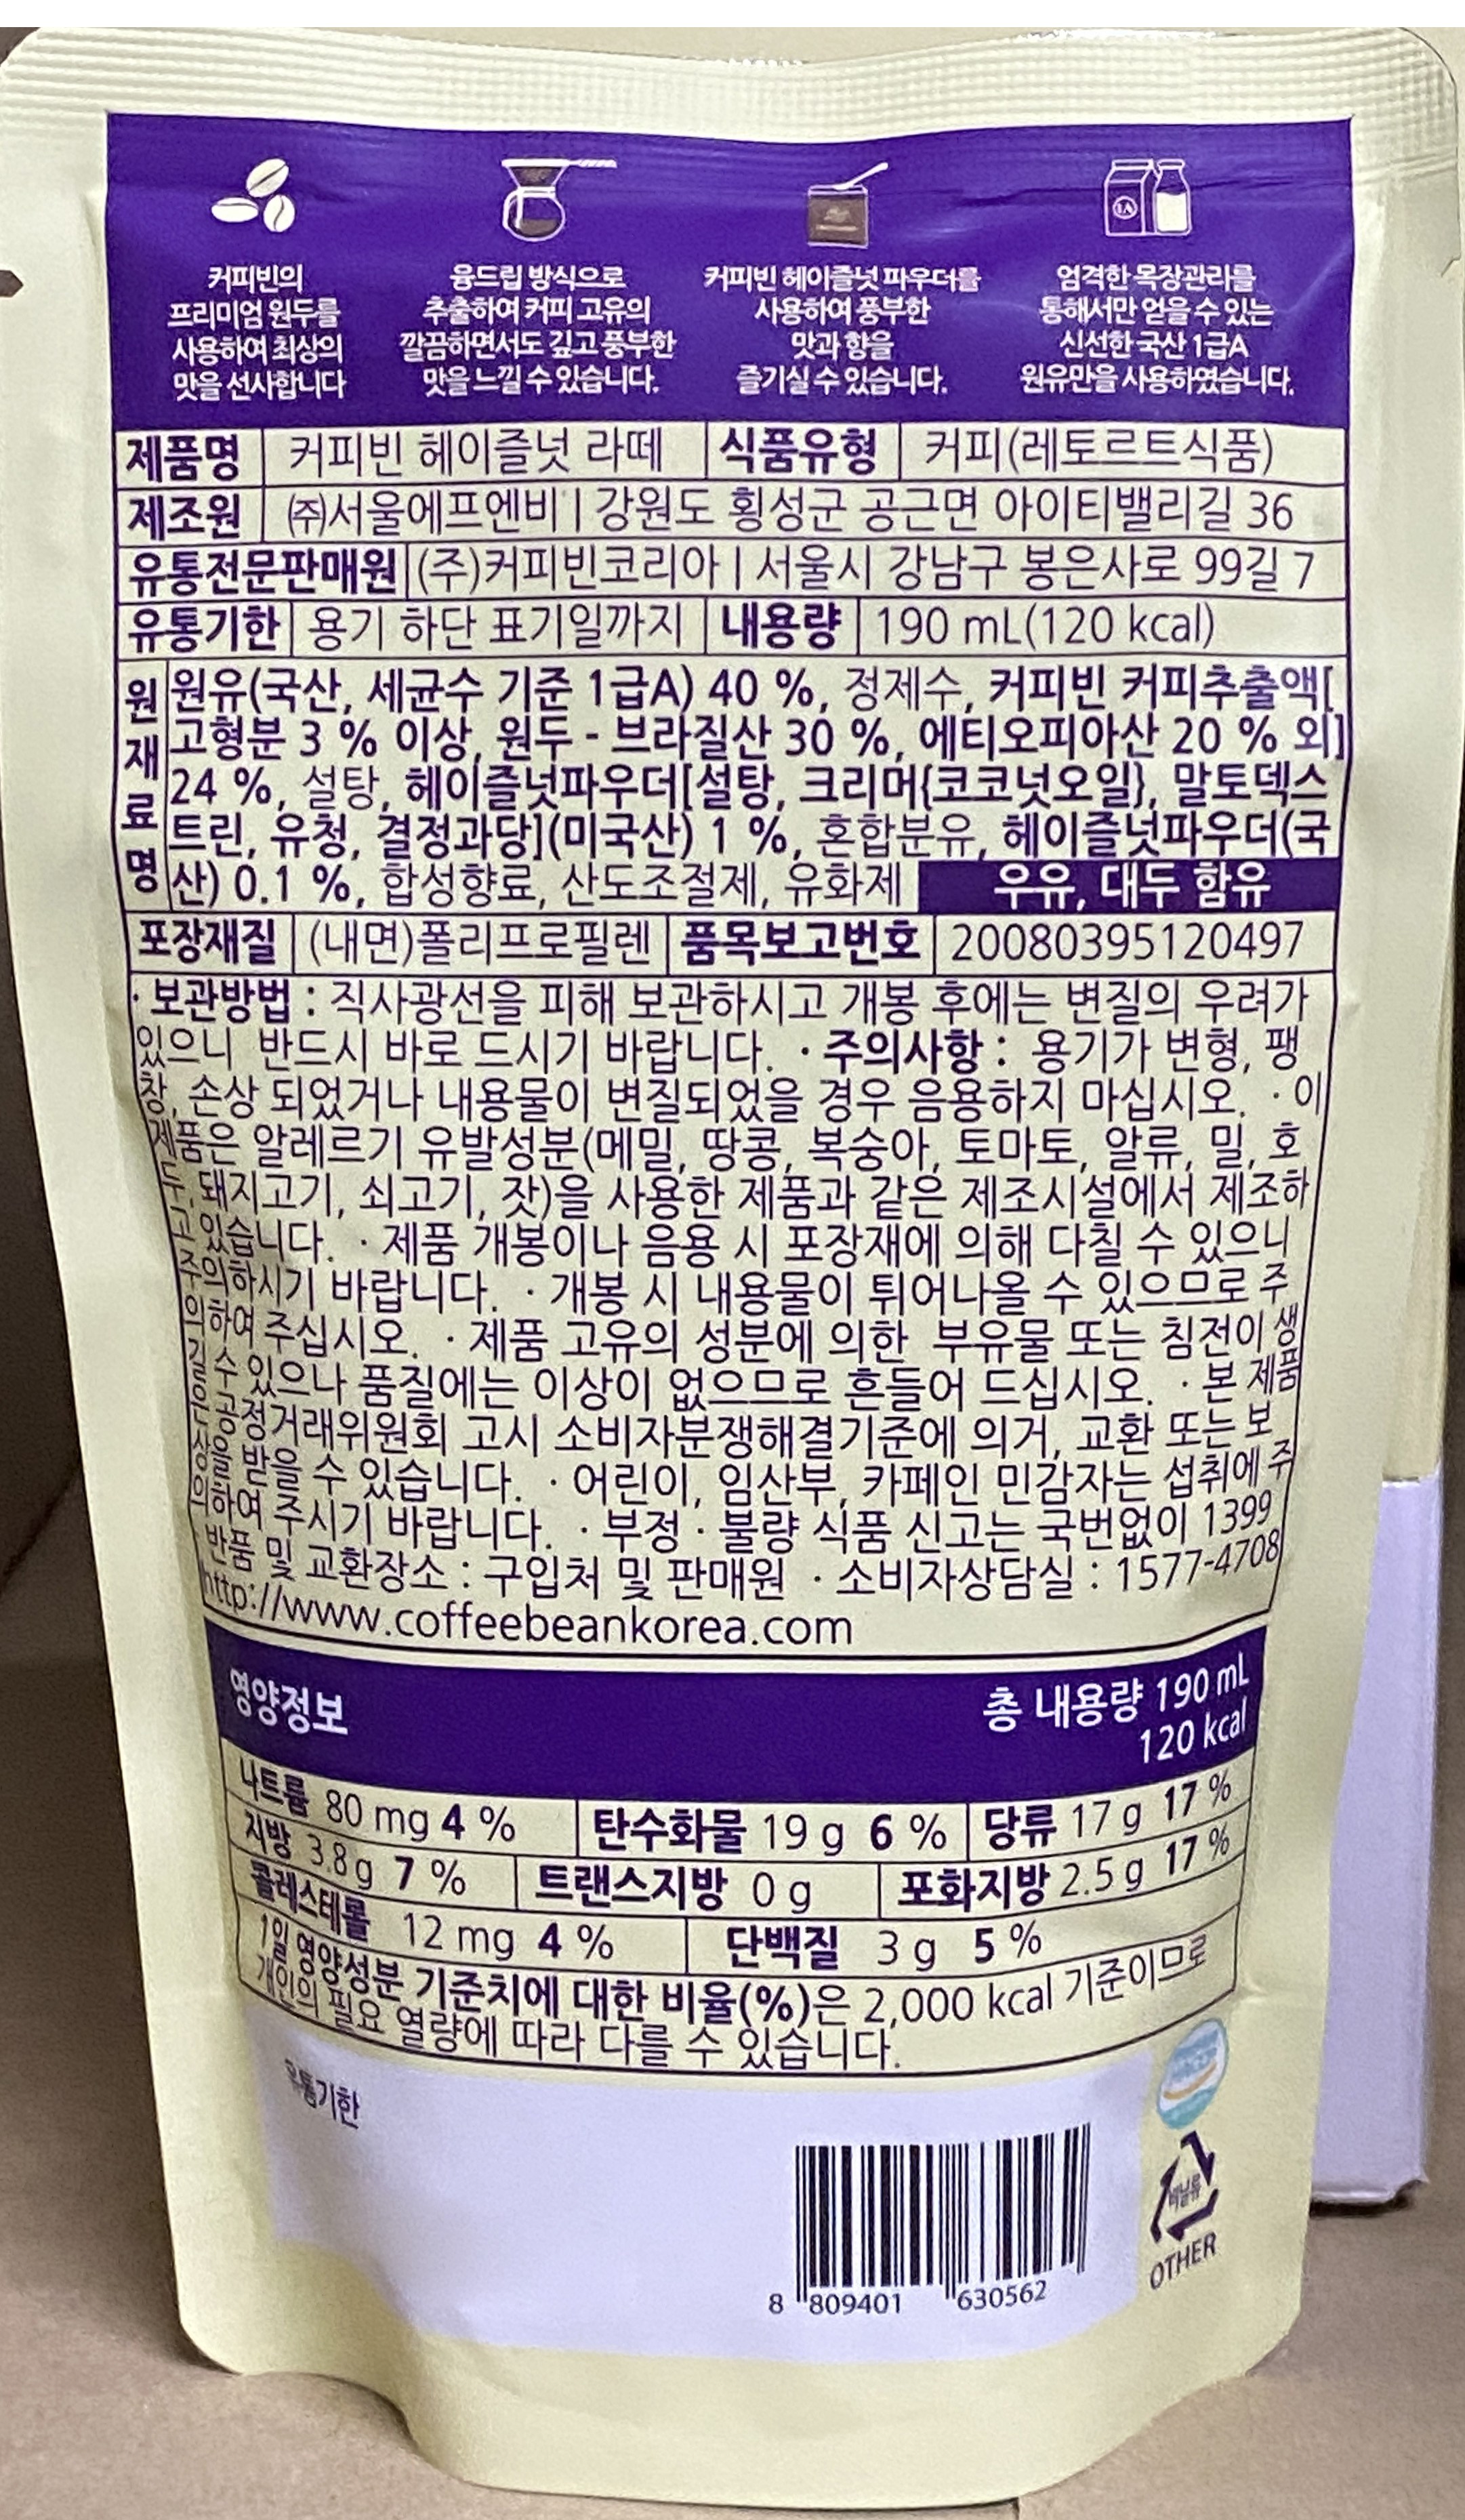 커피빈의
프리미엄 원두를
사용하여 최상의
맛을 선사합니다
융드립 방식으로
추출하여 커피 고유의
깔끔하면서도 깊고 풍부한
맛을 느낄 수 있습니다.
커피빈 헤이즐넛 파우더를
사용하여 풍부한
맛과 향을
즐기실 수 있습니다.
1A
엄격한 목장관리를
통해서만 얻을 수 있는
신선한 국산 1급A
원유만을 사용하였습니다.
제품명 커피빈 헤이즐넛 라떼 식품유형 커피(레토르트식품)
제조원 ㈜서울에프엔비 | 강원도 횡성군 공근면 아이티밸리길 36
유통전문판매원 (주)커피빈코리아 | 서울시 강남구 봉은사로 99길 7
유통기한 용기 하단 표기일까지 내용량 190 mL(120 kcal)
원재료명
원유(국산, 세균수 기준 1급A) 40 %, 정제수, 커피빈 커피추출액[
고형분 3 % 이상, 원두 - 브라질산 30 %, 에티오피아산 20 % 외]
24 %, 설탕, 헤이즐넛파우더[설탕, 크리머{코코넛오일}, 말토덱스
트린, 유청, 결정과당](미국산) 1 %, 혼합분유, 헤이즐넛파우더(국
산) 0.1 %, 합성향료, 산도조절제, 유화제 우유, 대두 함유
포장재질 (내면)폴리프로필렌 품목보고번호 20080395120497
· 보관방법 : 직사광선을 피해 보관하시고 개봉 후에는 변질의 우려가
있으니 반드시 바로 드시기 바랍니다. · 주의사항 : 용기가 변형, 팽
창, 손상 되었거나 내용물이 변질되었을 경우 음용하지 마십시오. · 이
제품은 알레르기 유발성분(메밀, 땅콩, 복숭아, 토마토, 알류, 밀, 호
두, 돼지고기, 쇠고기, 잣)을 사용한 제품과 같은 제조시설에서 제조하
고 있습니다. · 제품 개봉이나 음용 시 포장재에 의해 다칠 수 있으니
주의하시기 바랍니다. · 개봉 시 내용물이 튀어나올 수 있으므로 주
의하여 주십시오. · 제품 고유의 성분에 의한 부유물 또는 침전이 생
길 수 있으나 품질에는 이상이 없으므로 흔들어 드십시오. · 본 제품
은 공정거래위원회 고시 소비자분쟁해결기준에 의거, 교환 또는 보
상을 받을 수 있습니다. · 어린이, 임산부, 카페인 민감자는 섭취에 주
의하여 주시기 바랍니다. · 부정 · 불량 식품 신고는 국번없이 1399
· 반품 및 교환장소 : 구입처 및 판매원 · 소비자상담실 : 1577-4708
http://www.coffeebeankorea.com
영양정보 총 내용량 190 mL
120 kcal
나트륨 80 mg 4 % 탄수화물 19 g 6 % 당류 17 g 17 %
지방 3.8 g 7 % 트랜스지방 0 g 포화지방 2.5 g 17 %
콜레스테롤 12 mg 4 % 단백질 3 g 5 %
1일 영양성분 기준치에 대한 비율(%)은 2,000 kcal 기준이므로
개인의 필요 열량에 따라 다를 수 있습니다.
유통기한
비닐류
OTHER
8 809401 630562